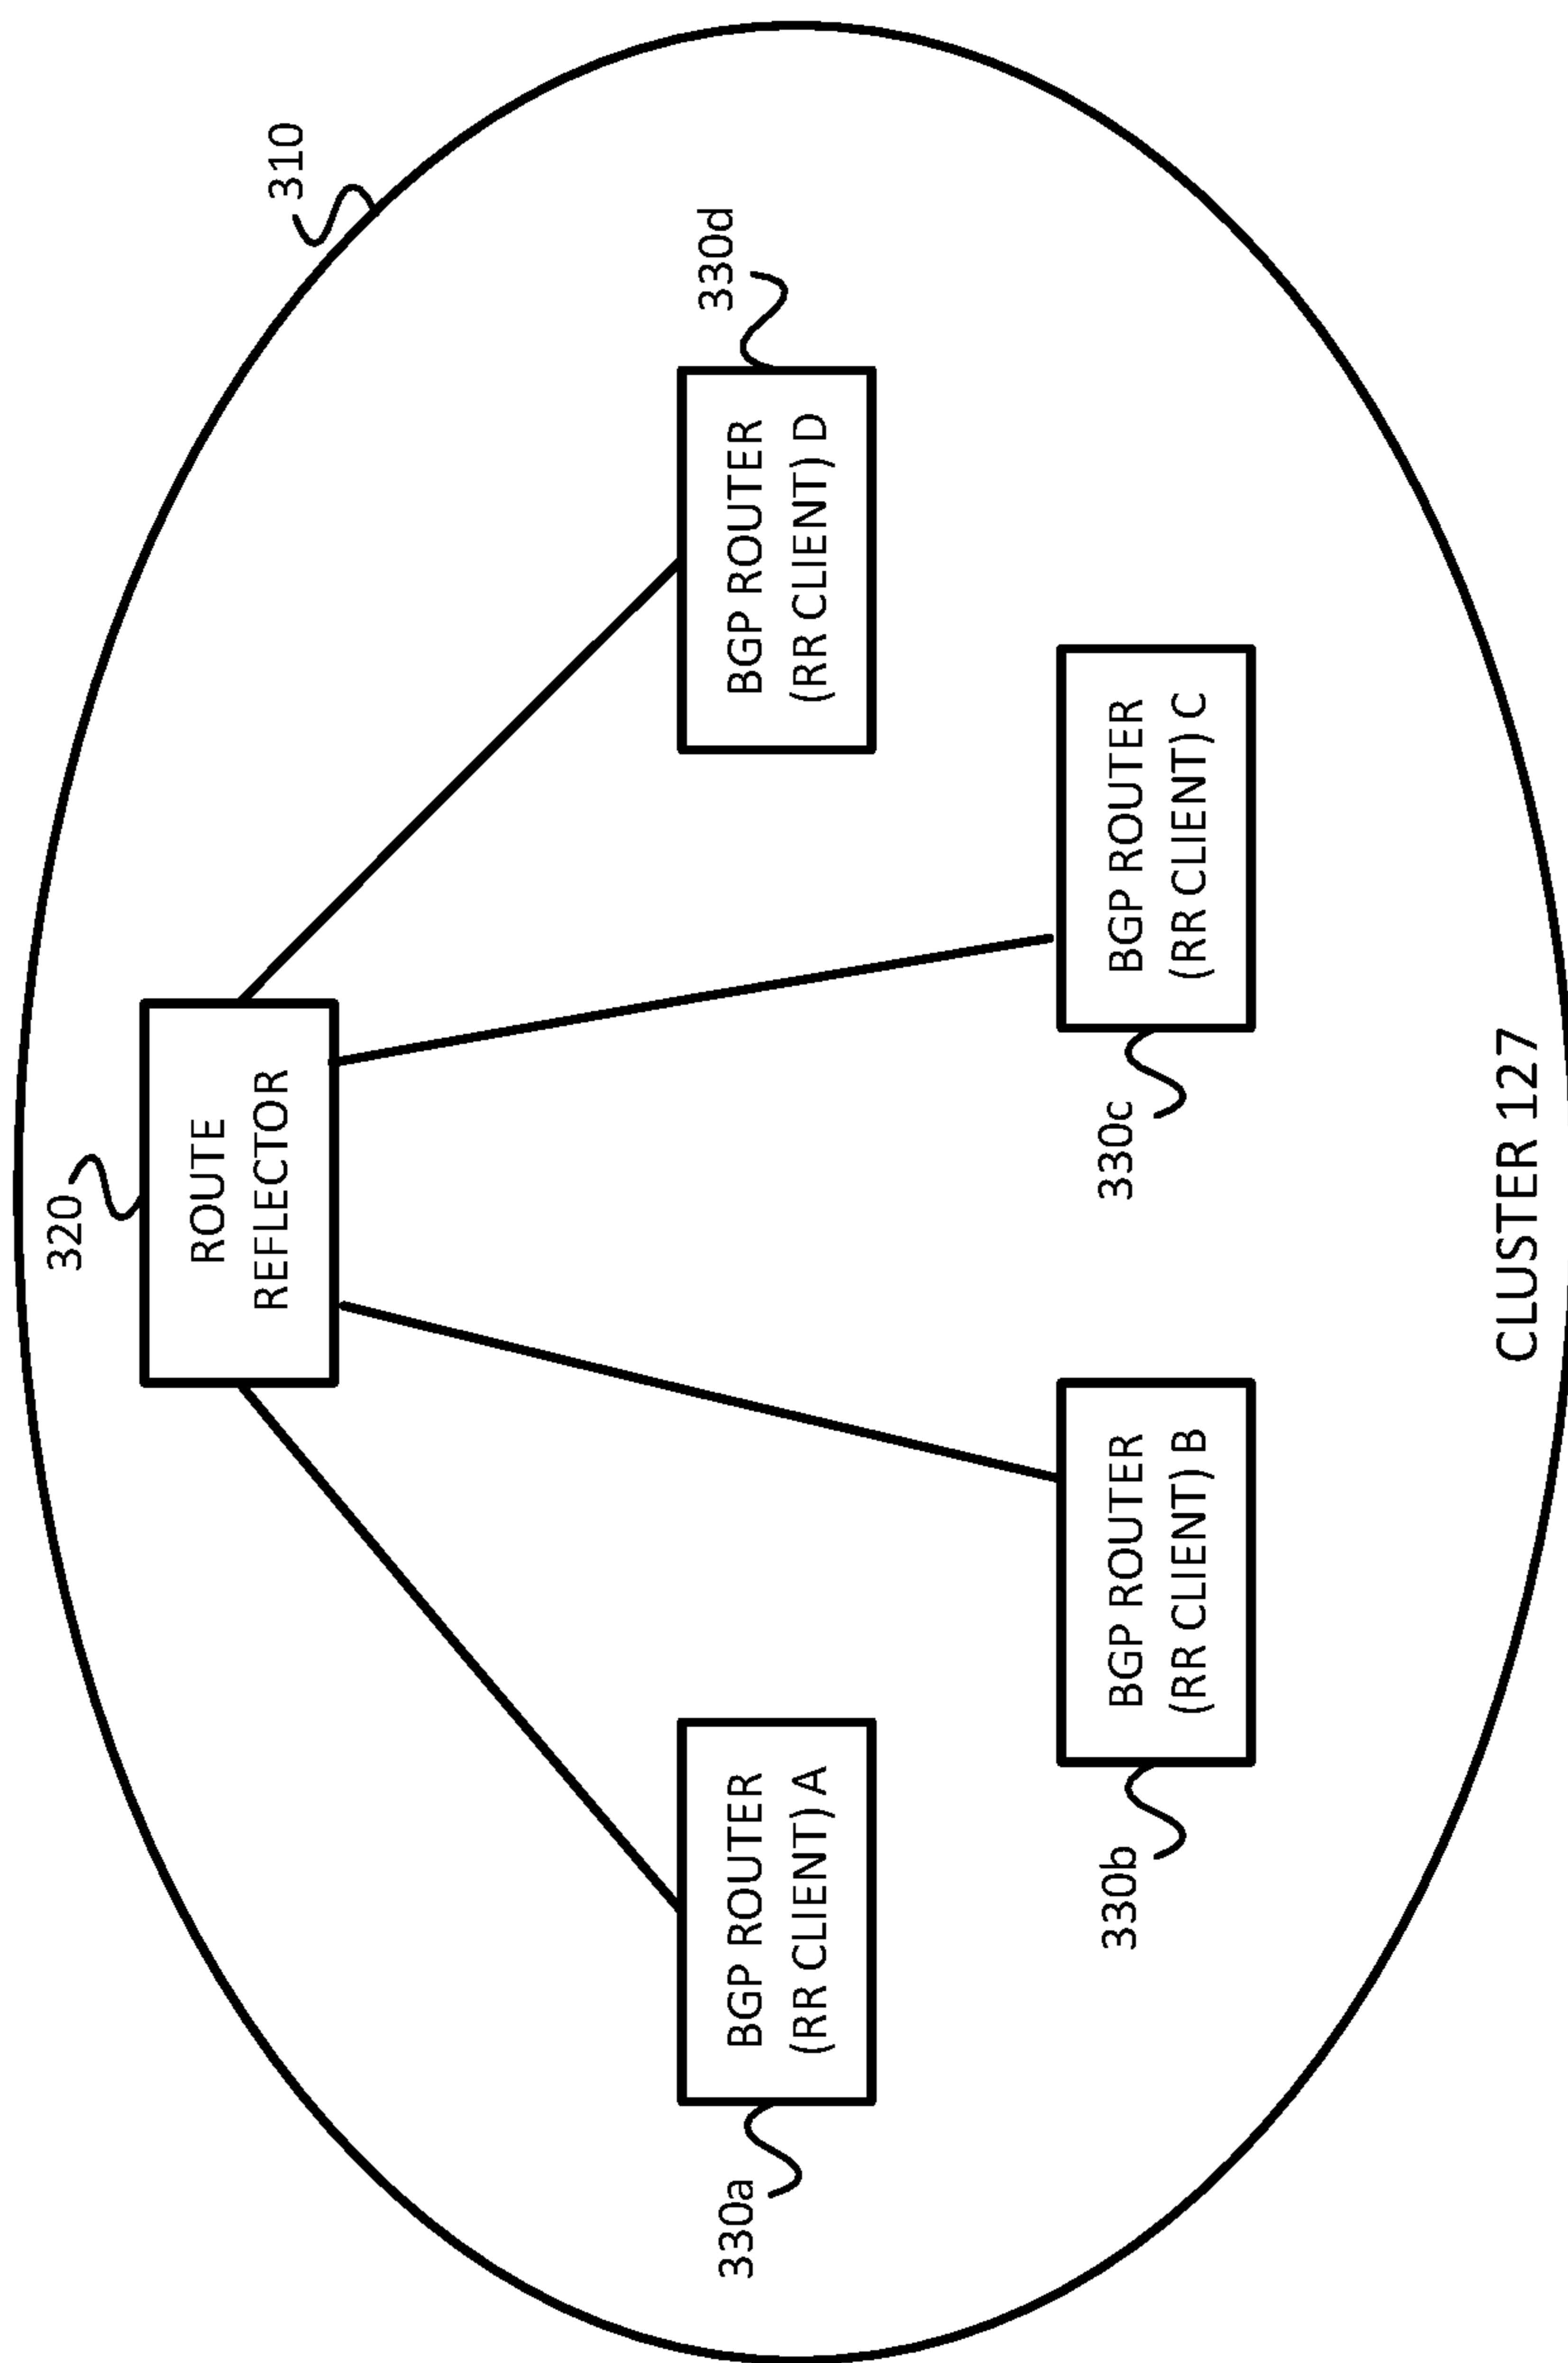 310
320
ROUTE
REFLECTOR
330a
BGP ROUTER
(RR CLIENT) A
BGP ROUTER
(RR CLIENT) D
330d
330b
BGP ROUTER
(RR CLIENT) B
330c
BGP ROUTER
(RR CLIENT) C
CLUSTER 127